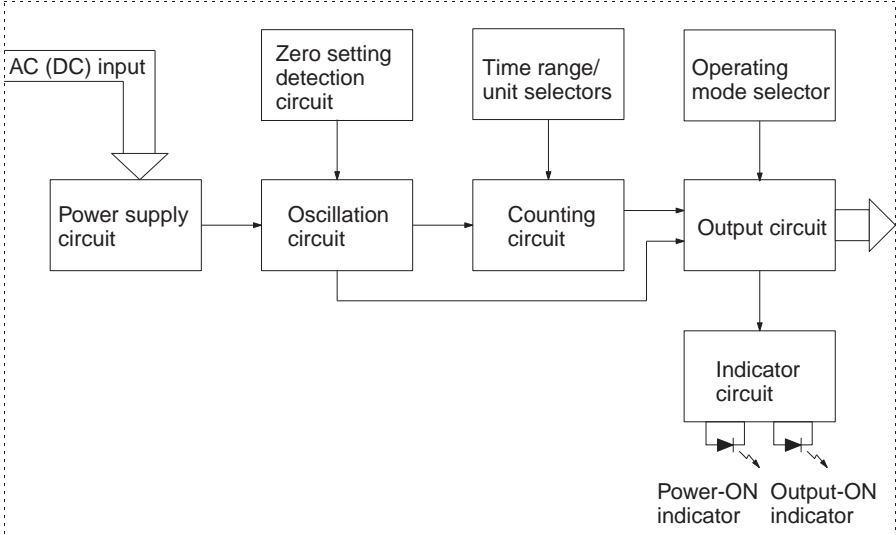 AC (DC) input
Zero setting
detection
circuit
Time range/
unit selectors
Operating
mode selector
Power supply
circuit
Oscillation
circuit
Counting
circuit
Output circuit
Indicator
circuit
Power-ON
indicator
Output-ON
indicator